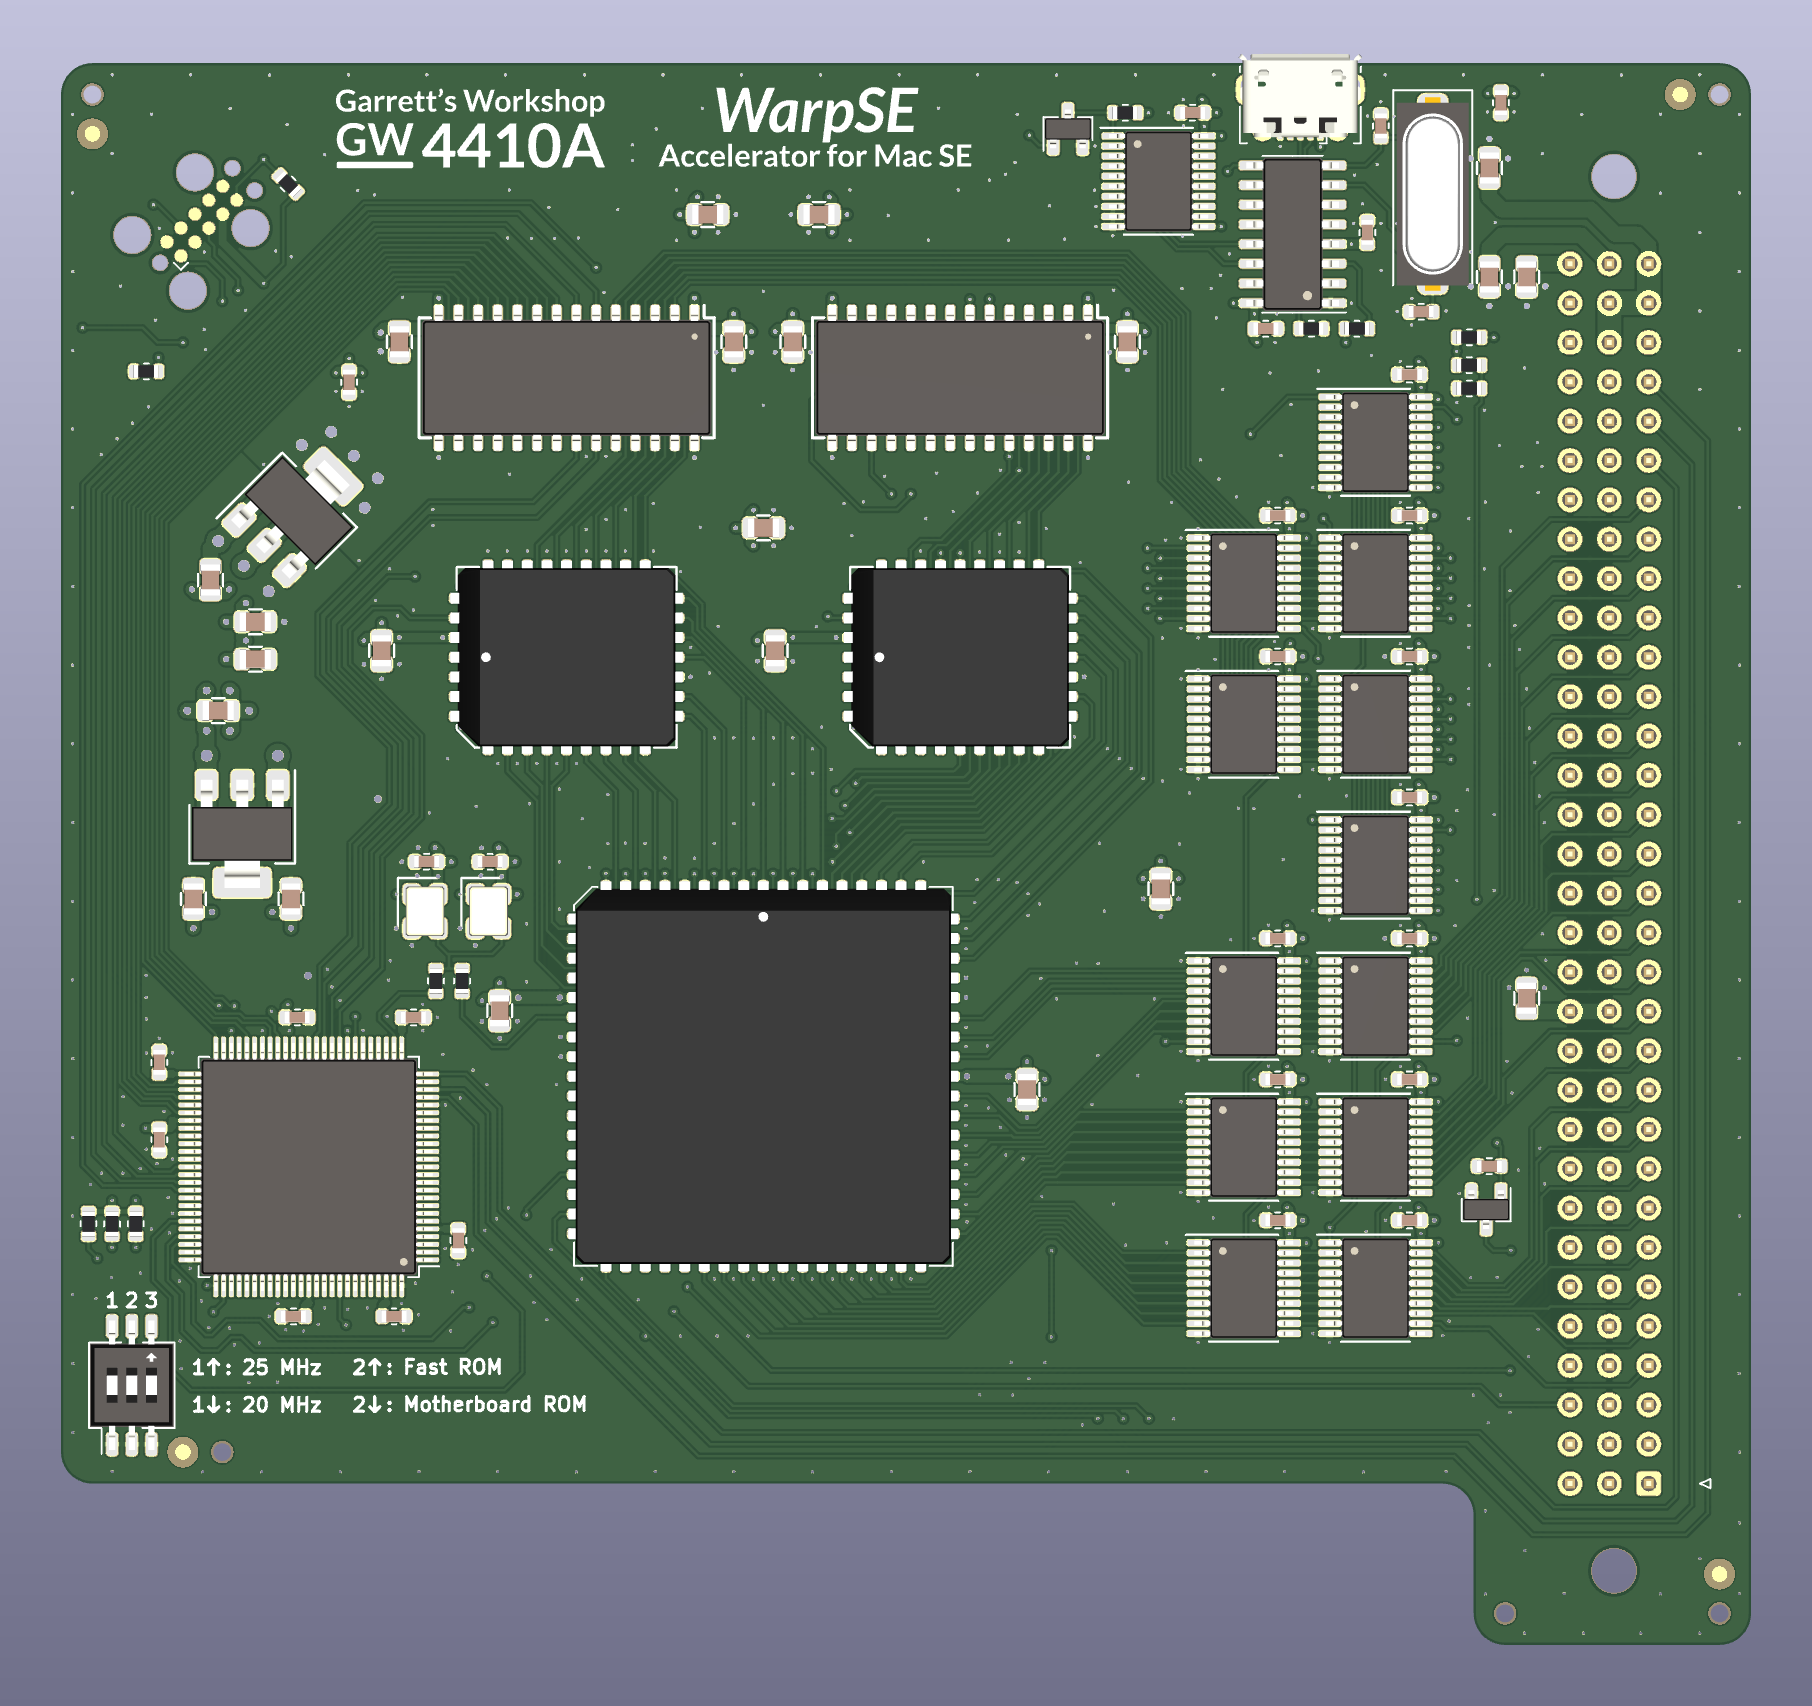 Garrett's Workshop
GW 4410A
WarpSE
Accelerator for Mac SE
1 2 3
1↑: 25 MHz 2↑: Fast ROM
1↓: 20 MHz 2↓: Motherboard ROM